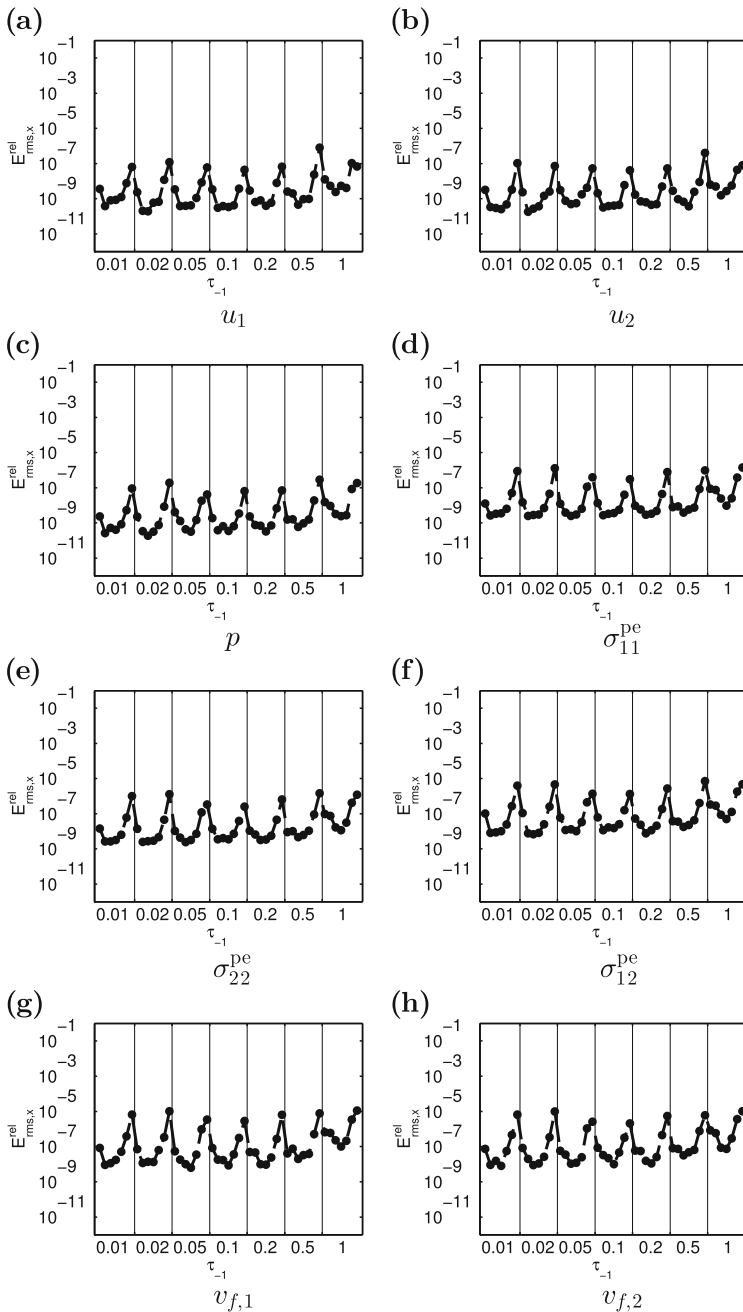 (a)
10⁻¹
10⁻³
10⁻⁵
10⁻⁷
10⁻⁹
10⁻¹¹
E^rel_rms,x
0.01 0.02 0.05 0.1 0.2 0.5 1
τ₋₁
u₁
(b)
10⁻¹
10⁻³
10⁻⁵
10⁻⁷
10⁻⁹
10⁻¹¹
E^rel_rms,x
0.01 0.02 0.05 0.1 0.2 0.5 1
τ₋₁
u₂
(c)
10⁻¹
10⁻³
10⁻⁵
10⁻⁷
10⁻⁹
10⁻¹¹
E^rel_rms,x
0.01 0.02 0.05 0.1 0.2 0.5 1
τ₋₁
p
(d)
10⁻¹
10⁻³
10⁻⁵
10⁻⁷
10⁻⁹
10⁻¹¹
E^rel_rms,x
0.01 0.02 0.05 0.1 0.2 0.5 1
τ₋₁
σ^pe_11
(e)
10⁻¹
10⁻³
10⁻⁵
10⁻⁷
10⁻⁹
10⁻¹¹
E^rel_rms,x
0.01 0.02 0.05 0.1 0.2 0.5 1
τ₋₁
σ^pe_22
(f)
10⁻¹
10⁻³
10⁻⁵
10⁻⁷
10⁻⁹
10⁻¹¹
E^rel_rms,x
0.01 0.02 0.05 0.1 0.2 0.5 1
τ₋₁
σ^pe_12
(g)
10⁻¹
10⁻³
10⁻⁵
10⁻⁷
10⁻⁹
10⁻¹¹
E^rel_rms,x
0.01 0.02 0.05 0.1 0.2 0.5 1
τ₋₁
v_f,1
(h)
10⁻¹
10⁻³
10⁻⁵
10⁻⁷
10⁻⁹
10⁻¹¹
E^rel_rms,x
0.01 0.02 0.05 0.1 0.2 0.5 1
τ₋₁
v_f,2